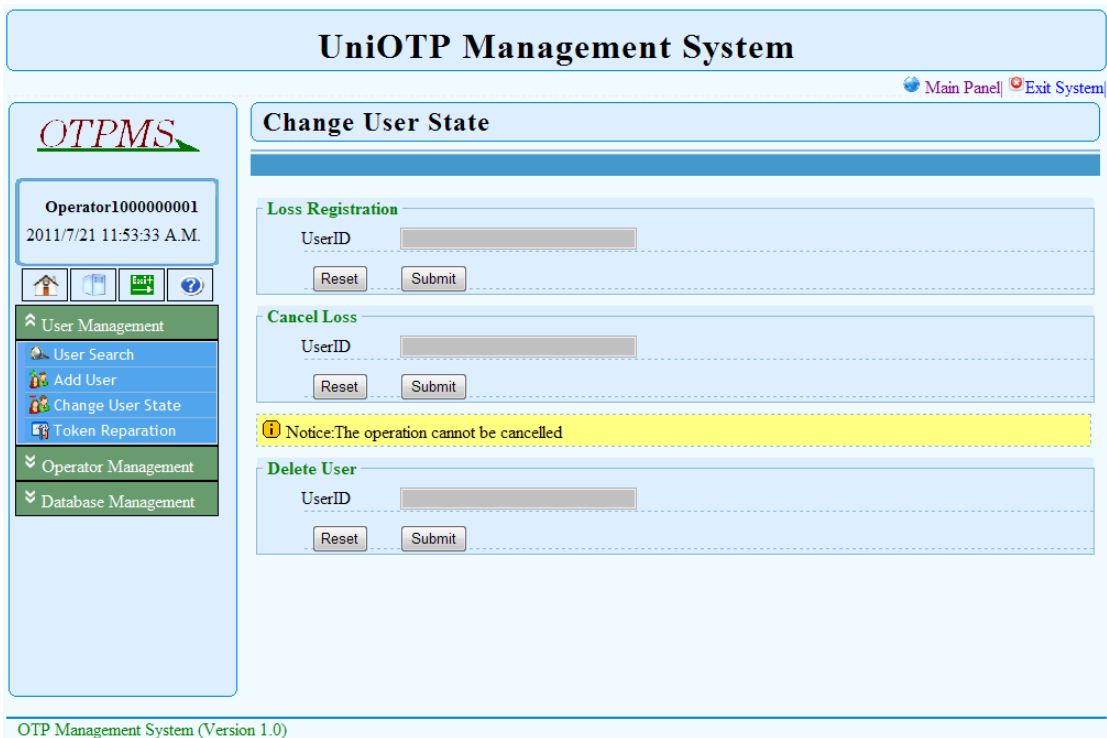 UniOTP Management System
Main Panel| Exit System|
OTPMS
Operator1000000001
2011/7/21 11:53:33 A.M.
Exit
User Management
User Search
Add User
Change User State
Token Reparation
Operator Management
Database Management
Change User State
Loss Registration
UserID
Reset Submit
Cancel Loss
UserID
Reset Submit
Notice:The operation cannot be cancelled
Delete User
UserID
Reset Submit
OTP Management System (Version 1.0)